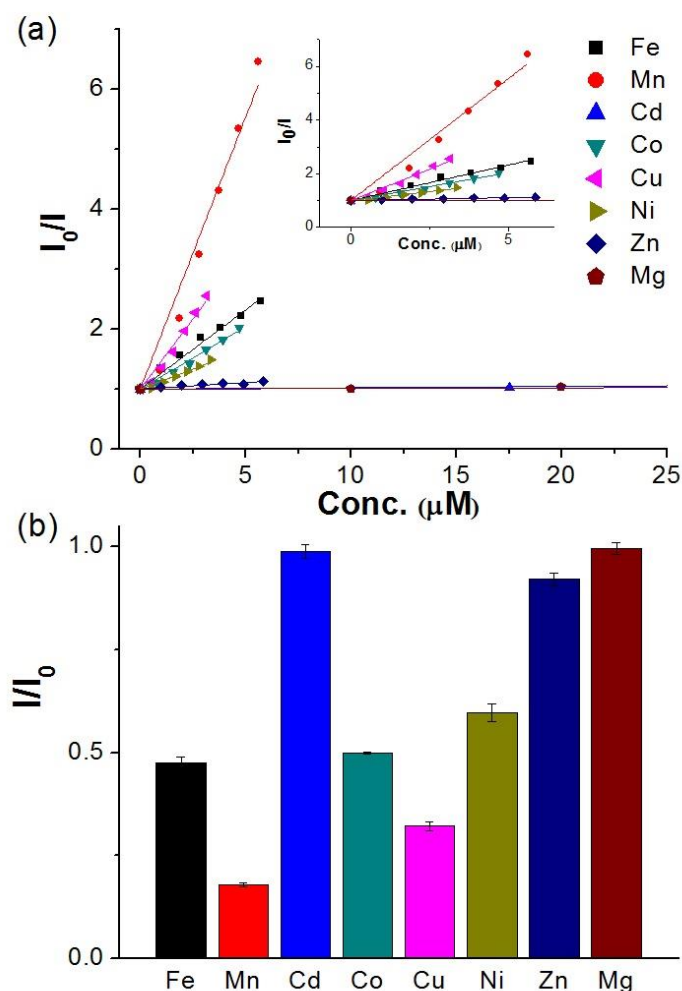 (a)
Fe
Mn
Cd
Co
Cu
Ni
Zn
Mg
I₀/I
6
4
2
0
0 5 10 15 20 25
Conc. (μM)
I₀/I
6
4
2
0
0 5
Conc. (μM)
(b)
I/I₀
1.0
0.5
0.0
Fe Mn Cd Co Cu Ni Zn Mg